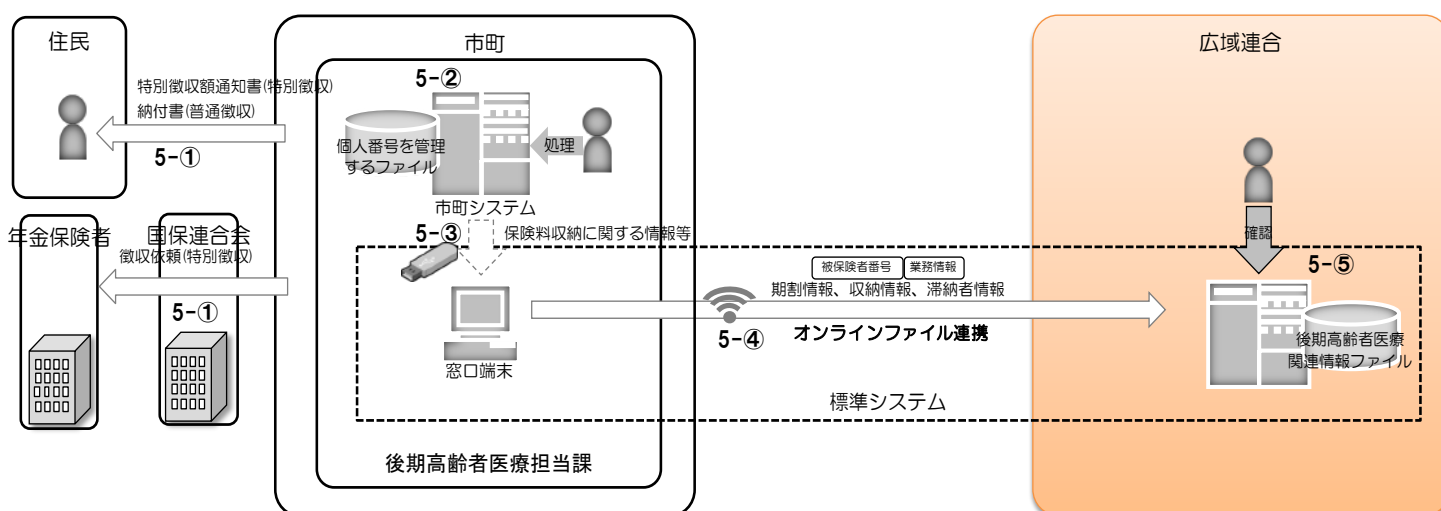 住民
特別徴収額通知書(特別徴収)
納付書(普通徴収)
5-①
年金保険者
国保連合会
徴収依頼(特別徴収)
5-①
市町
5-②
個人番号を管理
するファイル
処理
市町システム
5-③
保険料収納に関する情報等
窓口端末
後期高齢者医療担当課
被保険者番号
業務情報
期割情報、収納情報、滞納者情報
5-④
オンラインファイル連携
標準システム
広域連合
確認
5-⑤
後期高齢者医療
関連情報ファイル